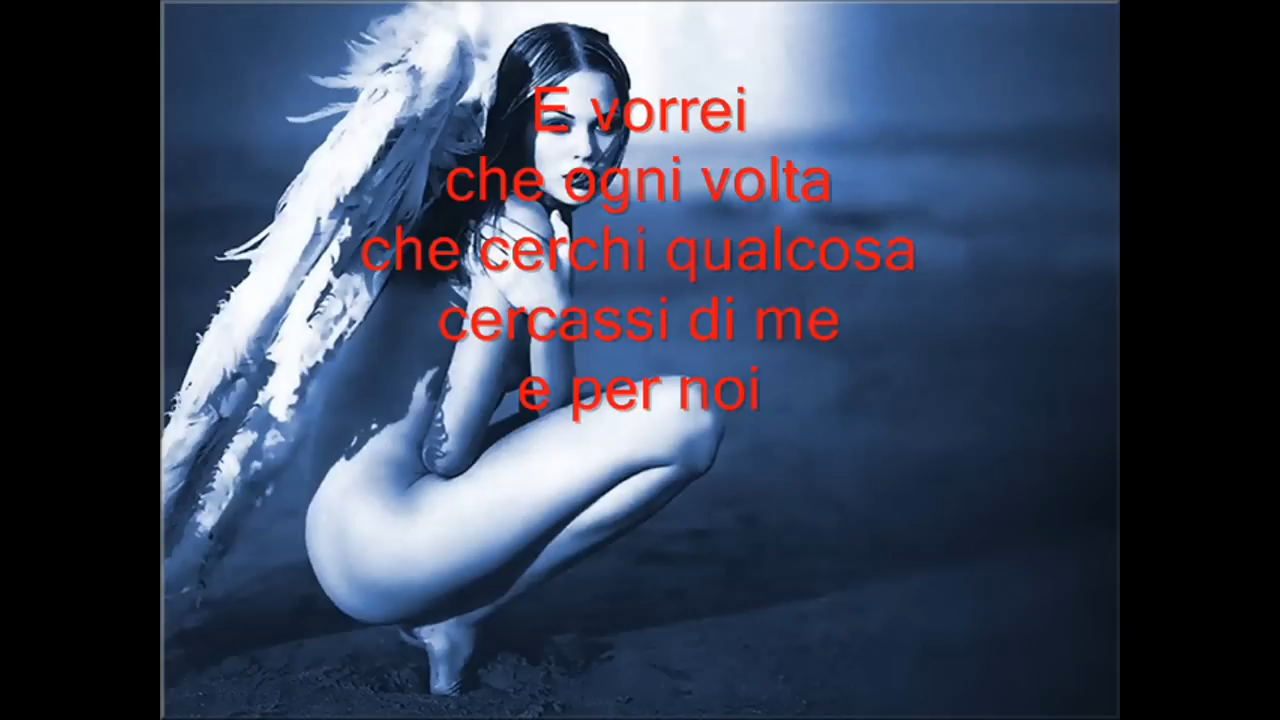 E vorrei
che ogni volta
che cerchi qualcosa
cercassi di me
e per noi